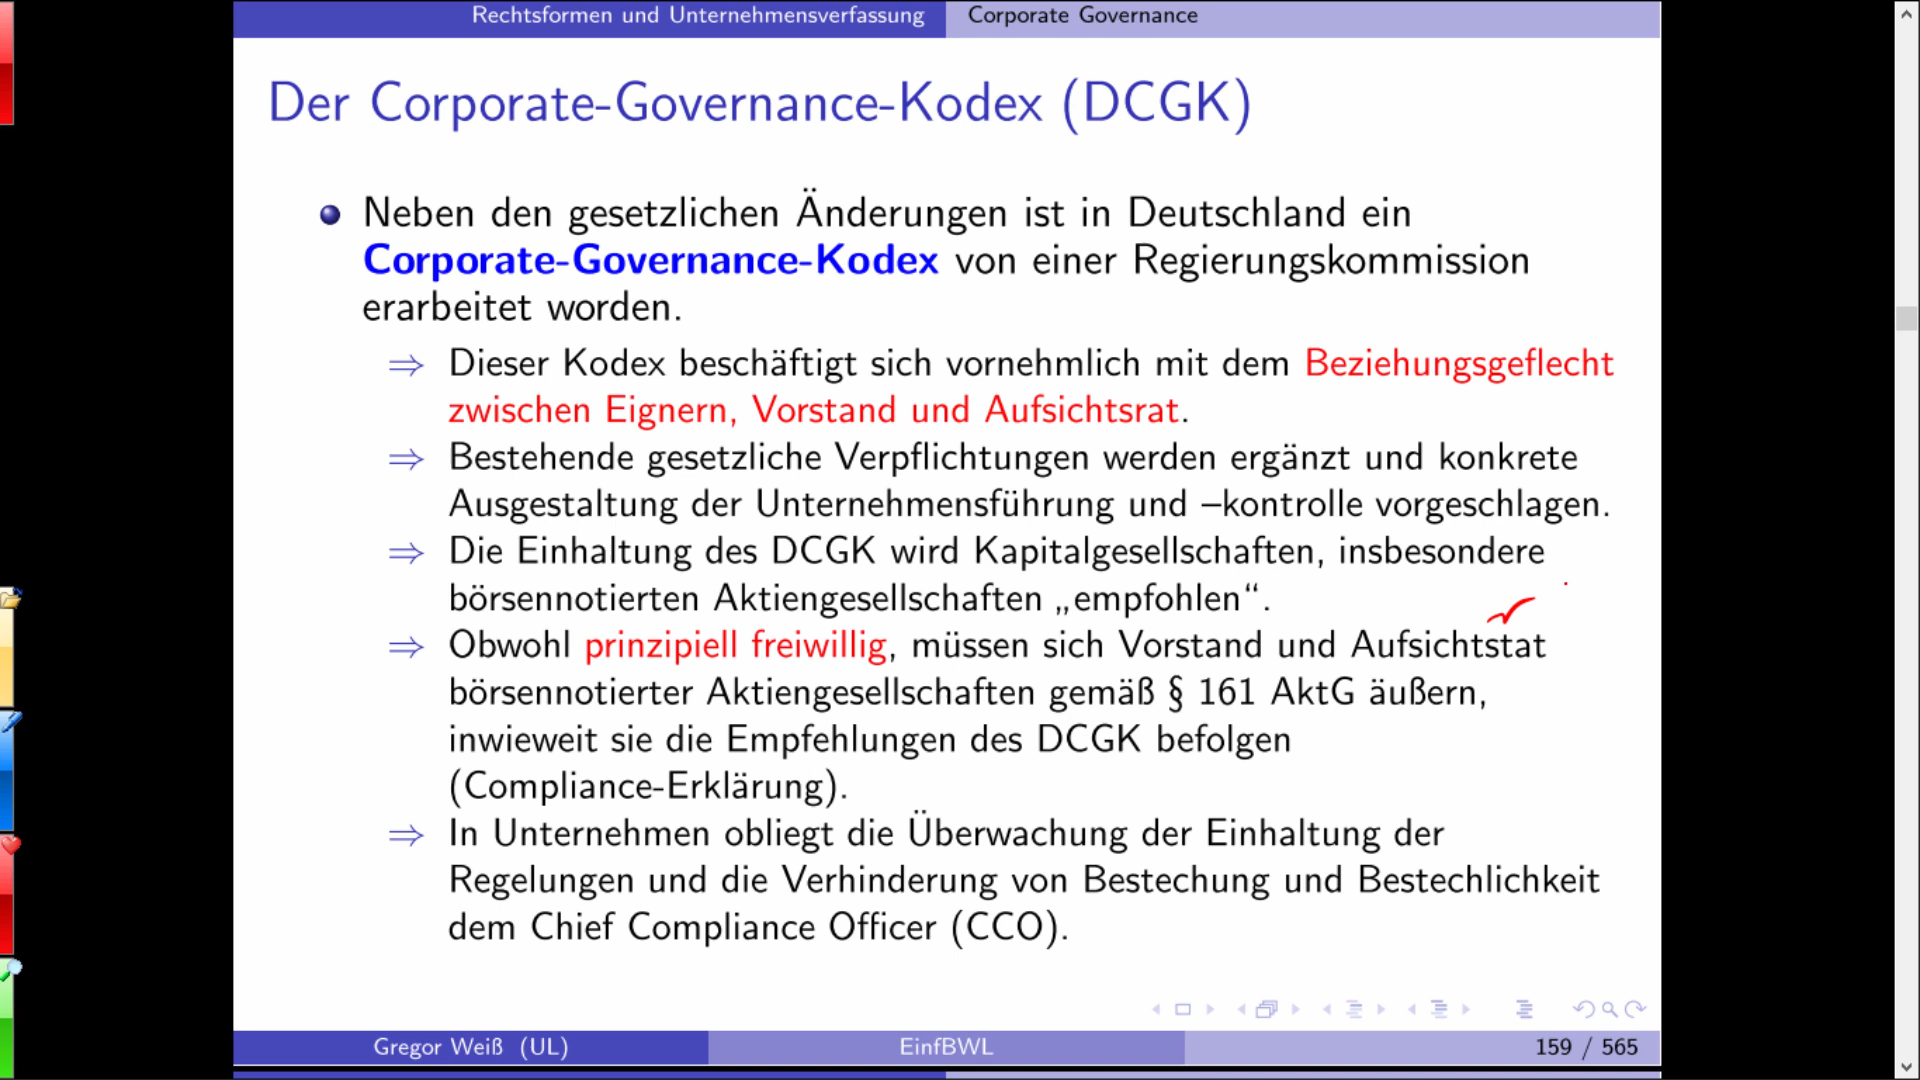 Rechtsformen und Unternehmensverfassung Corporate Governance
Der Corporate-Governance-Kodex (DCGK)
Neben den gesetzlichen Änderungen ist in Deutschland ein
Corporate-Governance-Kodex von einer Regierungskommission
erarbeitet worden.
⇒ Dieser Kodex beschäftigt sich vornehmlich mit dem Beziehungsgeflecht
zwischen Eignern, Vorstand und Aufsichtsrat.
⇒ Bestehende gesetzliche Verpflichtungen werden ergänzt und konkrete
Ausgestaltung der Unternehmensführung und –kontrolle vorgeschlagen.
⇒ Die Einhaltung des DCGK wird Kapitalgesellschaften, insbesondere
börsennotierten Aktiengesellschaften „empfohlen“.
⇒ Obwohl prinzipiell freiwillig, müssen sich Vorstand und Aufsichtstat
börsennotierter Aktiengesellschaften gemäß § 161 AktG äußern,
inwieweit sie die Empfehlungen des DCGK befolgen
(Compliance-Erklärung).
⇒ In Unternehmen obliegt die Überwachung der Einhaltung der
Regelungen und die Verhinderung von Bestechung und Bestechlichkeit
dem Chief Compliance Officer (CCO).
Gregor Weiß (UL) EinfBWL 159 / 565